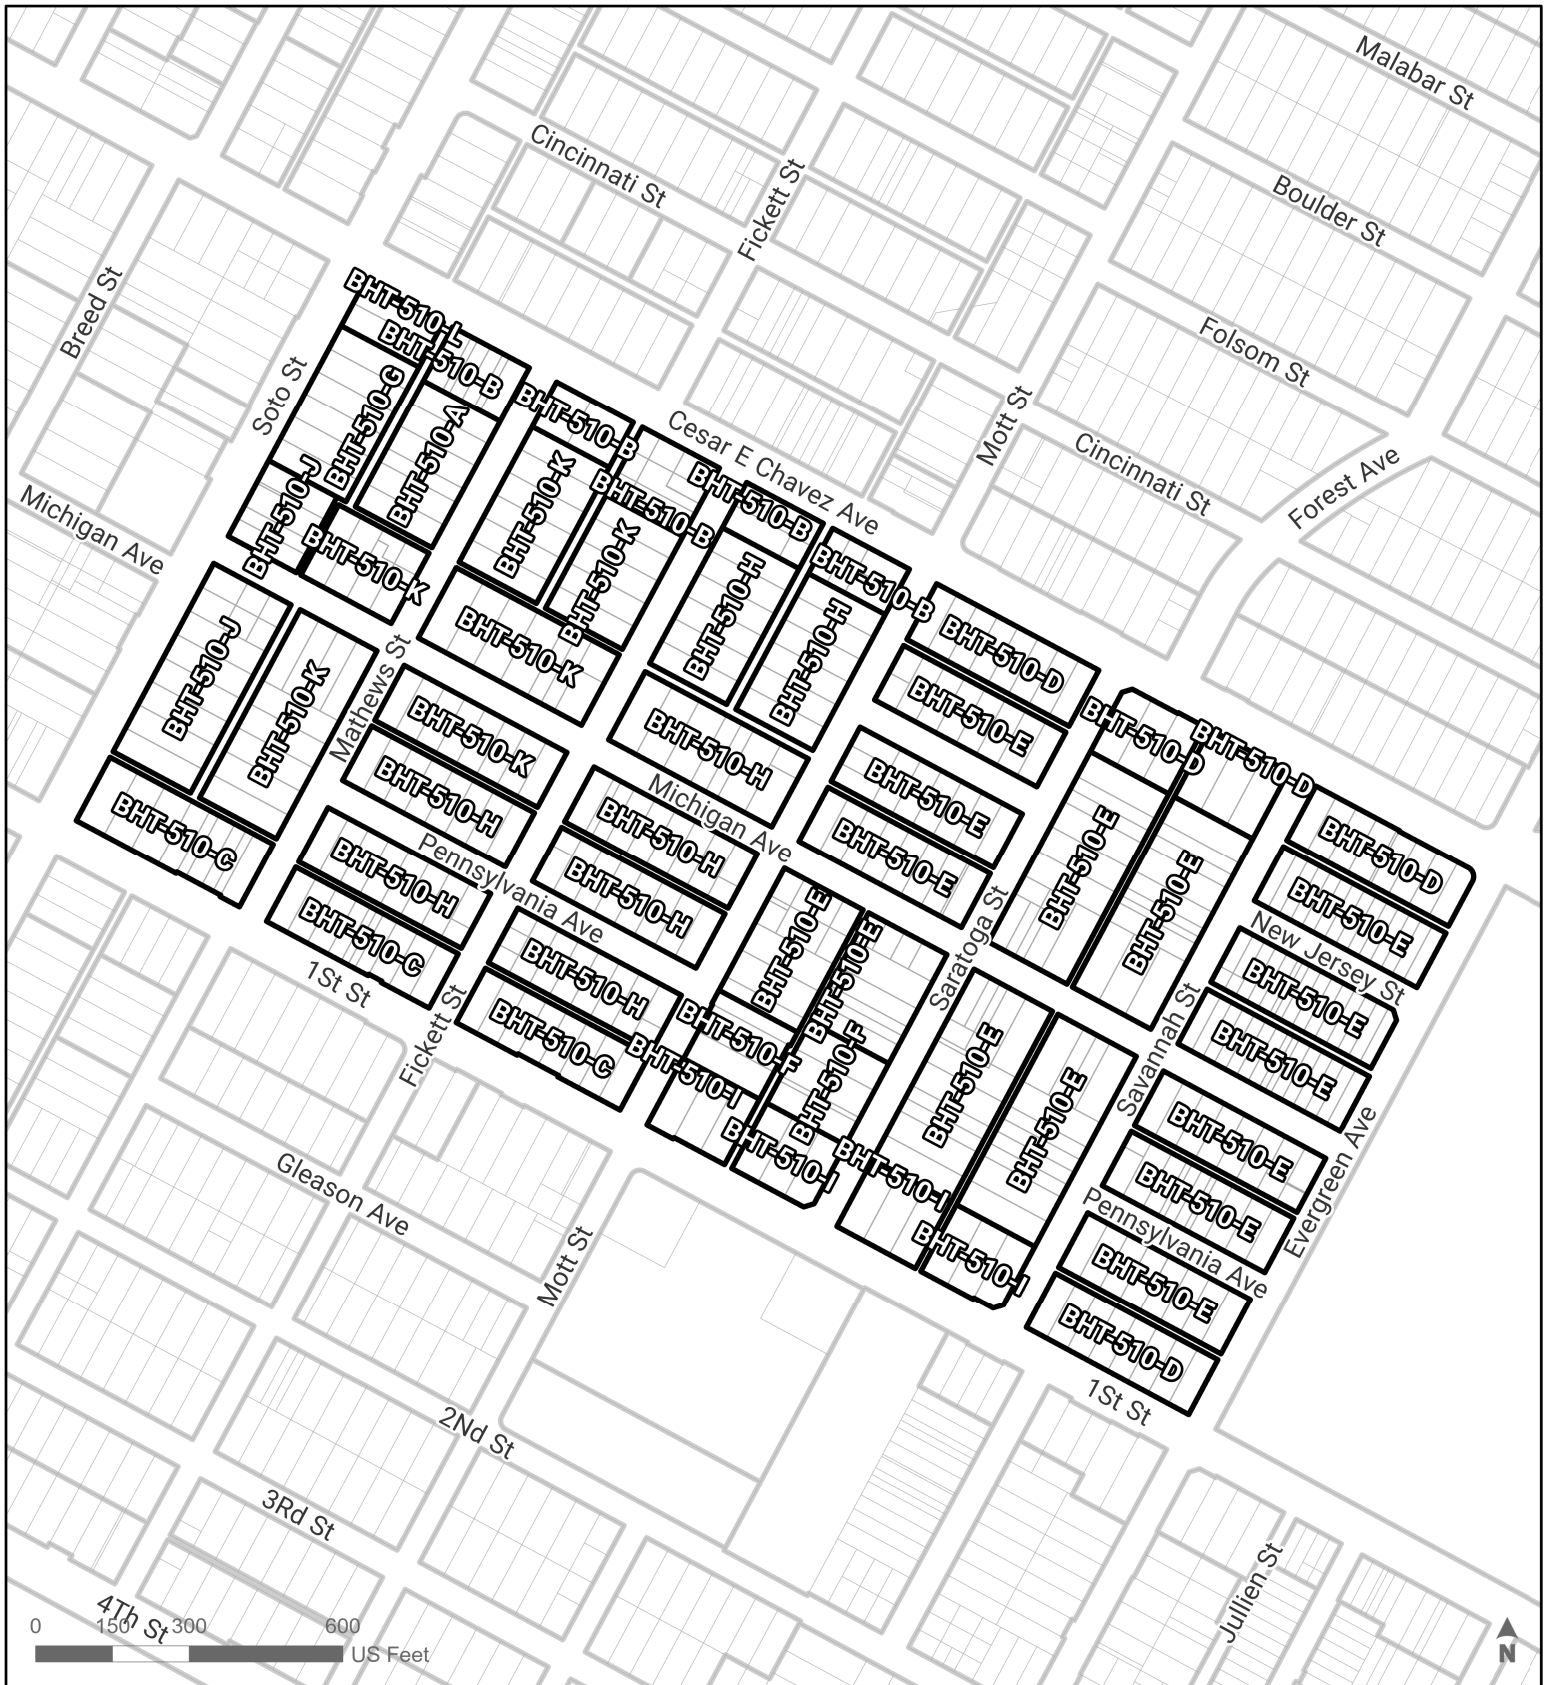 Malabar St
Cincinnati St
Fickett St
Boulder St
Breed St
BHT-510-L
BHT-510-B
Folsom St
Soto St
BHT-510-G
BHT-510-A
BHT-510-B
Cesar E Chavez Ave
Mott St
Cincinnati St
Forest Ave
BHT-510-J
BHT-510-K
BHT-510-B
BHT-510-B
Michigan Ave
BHT-510-K
BHT-510-K
BHT-510-H
BHT-510-B
BHT-510-K
BHT-510-H
BHT-510-D
BHT-510-J
BHT-510-K
Mathews St
BHT-510-E
BHT-510-K
BHT-510-H
BHT-510-D
BHT-510-D
BHT-510-H
Michigan Ave
BHT-510-E
BHT-510-C
BHT-510-H
Pennsylvania Ave
BHT-510-H
BHT-510-E
BHT-510-E
BHT-510-E
BHT-510-D
BHT-510-H
BHT-510-H
BHT-510-E
BHT-510-E
BHT-510-E
BHT-510-C
1St St
BHT-510-H
Saratoga St
New Jersey St
BHT-510-E
Fickett St
BHT-510-C
BHT-510-F
BHT-510-F
BHT-510-I
BHT-510-E
BHT-510-E
Savannah St
BHT-510-E
BHT-510-E
BHT-510-I
BHT-510-I
BHT-510-E
Evergreen Ave
Gleason Ave
Mott St
BHT-510-I
Pennsylvania Ave
BHT-510-E
BHT-510-D
1St St
2Nd St
3Rd St
4Th St
Jullien St
0 150 300 600
US Feet
N